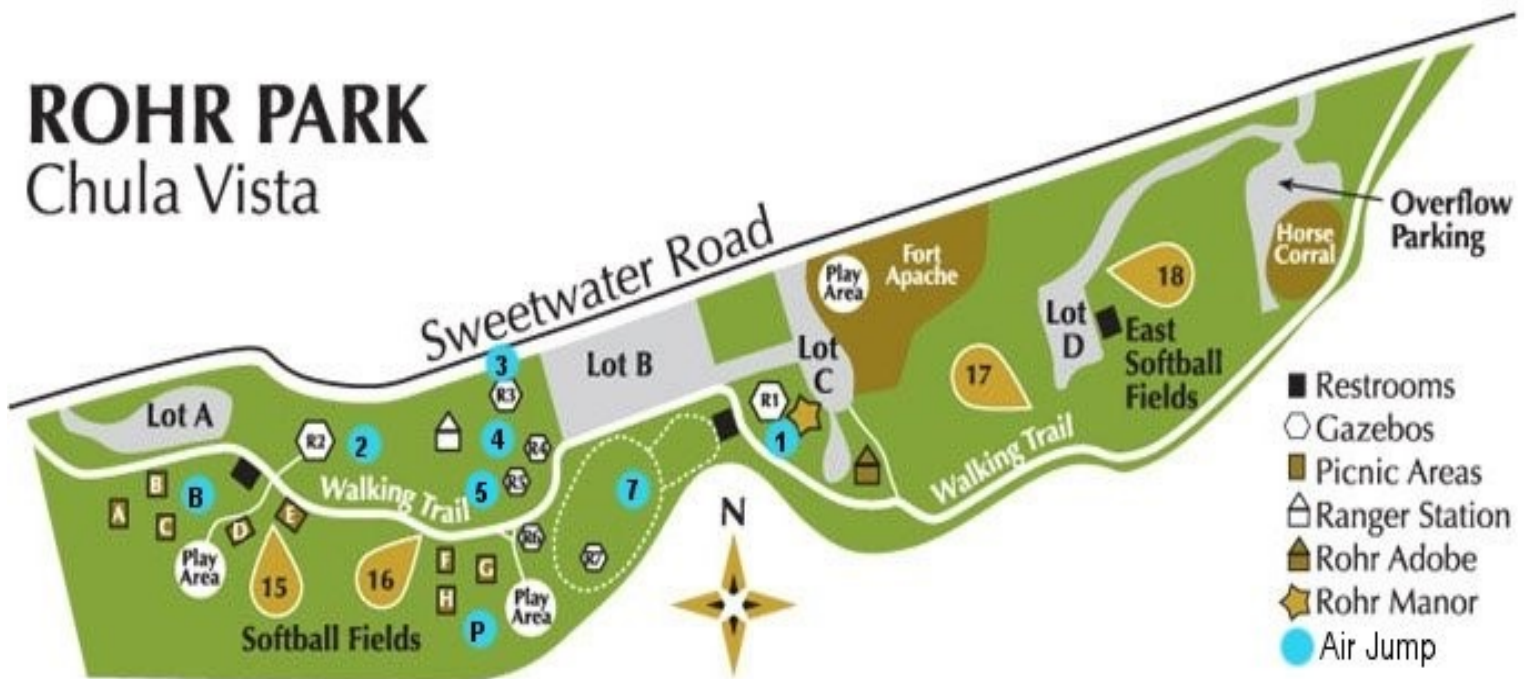 ROHR PARK
Chula Vista
Sweetwater Road
Overflow
Parking
Horse
Corral
Fort
Apache
Play
Area
18
Lot
D
East
Softball
Fields
17
Lot
C
Lot B
R1
1
3
R3
Lot A
R2
2
4
R4
5
R5
7
Walking Trail
Walking Trail
B
B
A
C
D
E
Play
Area
15
16
F
G
H
R6
R7
Play
Area
P
Softball Fields
N
Restrooms
Gazebos
Picnic Areas
Ranger Station
Rohr Adobe
Rohr Manor
Air Jump